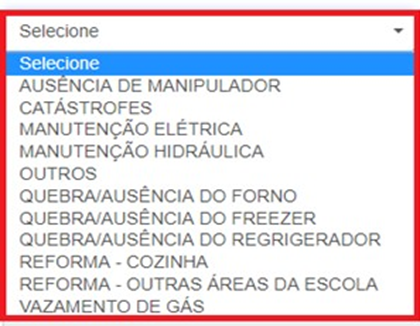 Selecione
Selecione
AUSÊNCIA DE MANIPULADOR
CATÁSTROFES
MANUTENÇÃO ELÉTRICA
MANUTENÇÃO HIDRÁULICA
OUTROS
QUEBRA/AUSÊNCIA DO FORNO
QUEBRA/AUSÊNCIA DO FREEZER
QUEBRA/AUSÊNCIA DO REGRIGERADOR
REFORMA - COZINHA
REFORMA - OUTRAS ÁREAS DA ESCOLA
VAZAMENTO DE GÁS